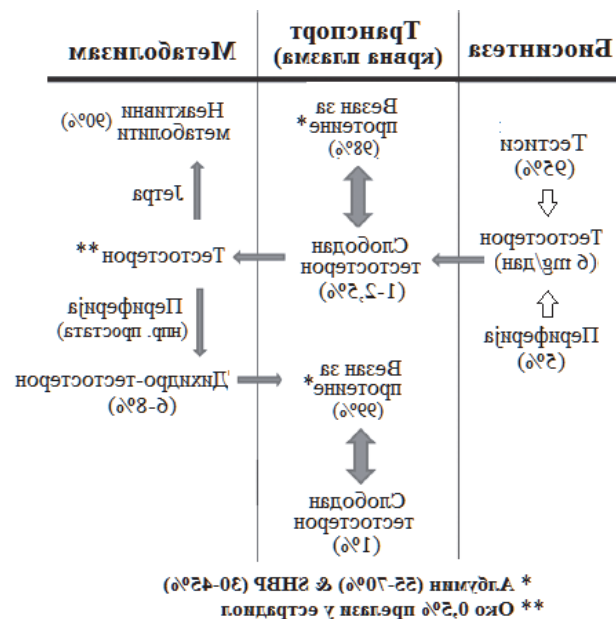 Биосинтеза
Транспорт
(крвна плазма)
Метаболизам
Тестиси
(95%)
Тестостерон
(6 mg/дан)
Периферија
(5%)
Везан за
протеине*
(98%)
Слободан
тестостерон
(1-2,5%)
Везан за
протеине*
(99%)
Слободан
тестостерон
(1%)
Неактивни
метаболити (90%)
Јетра
Тестостерон**
Периферија
(нпр. простата)
Дихидро-тестостерон
(6-8%)
* Албумин (55-70%) & SHBP (30-45%)
** Око 0,5% прелази у естрадиол